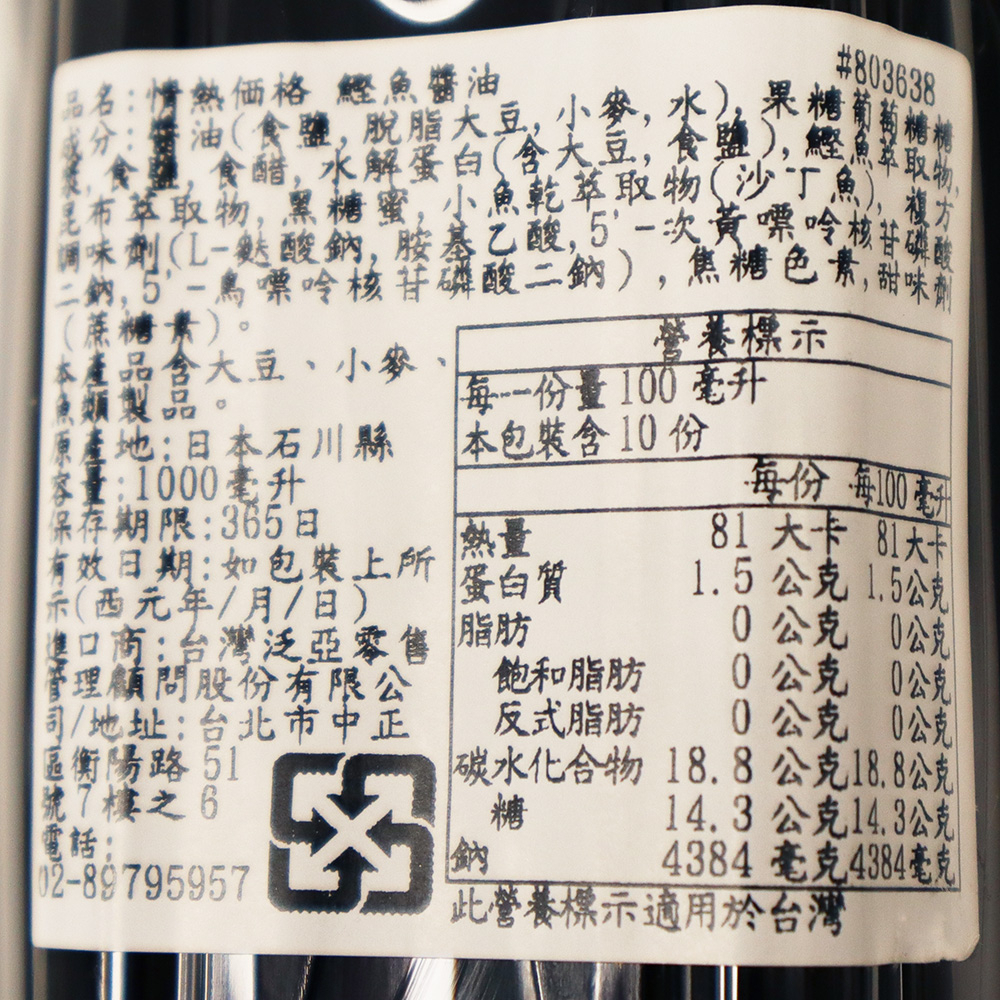 #803638
品名:情熱価格 鰹魚醬油
成分:醬油(食鹽,脫脂大豆,小麥,水),果糖葡萄糖糖
漿,食鹽,食醋,水解蛋白(含大豆,食鹽),鰹魚萃取物,
昆布萃取物,黑糖蜜,小魚乾萃取物(沙丁魚),複方
調味劑(L-麩酸鈉,胺基乙酸,5'-次黃嘌呤核苷磷酸
二鈉,5'-鳥嘌呤核苷磷酸二鈉),焦糖色素,甜味劑
(蔗糖素)。
本產品含大豆、小麥、
魚類製品。
原產地:日本石川縣
容量:1000毫升
保存期限:365日
有效日期:如包裝上所
示(西元年/月/日)
進口商:台灣泛亞零售
管理顧問股份有限公
司/地址:台北市中正
區衡陽路51
號7樓之6
電話:
02-89795957
營養標示
每一份量100 毫升
本包裝含10 份
每份 每100毫升
熱量 81 大卡 81大卡
蛋白質 1.5 公克 1.5公克
脂肪 0 公克 0公克
飽和脂肪 0 公克 0公克
反式脂肪 0 公克 0公克
碳水化合物 18.8 公克 18.8公克
糖 14.3 公克 14.3公克
鈉 4384 毫克 4384毫克
此營養標示適用於台灣